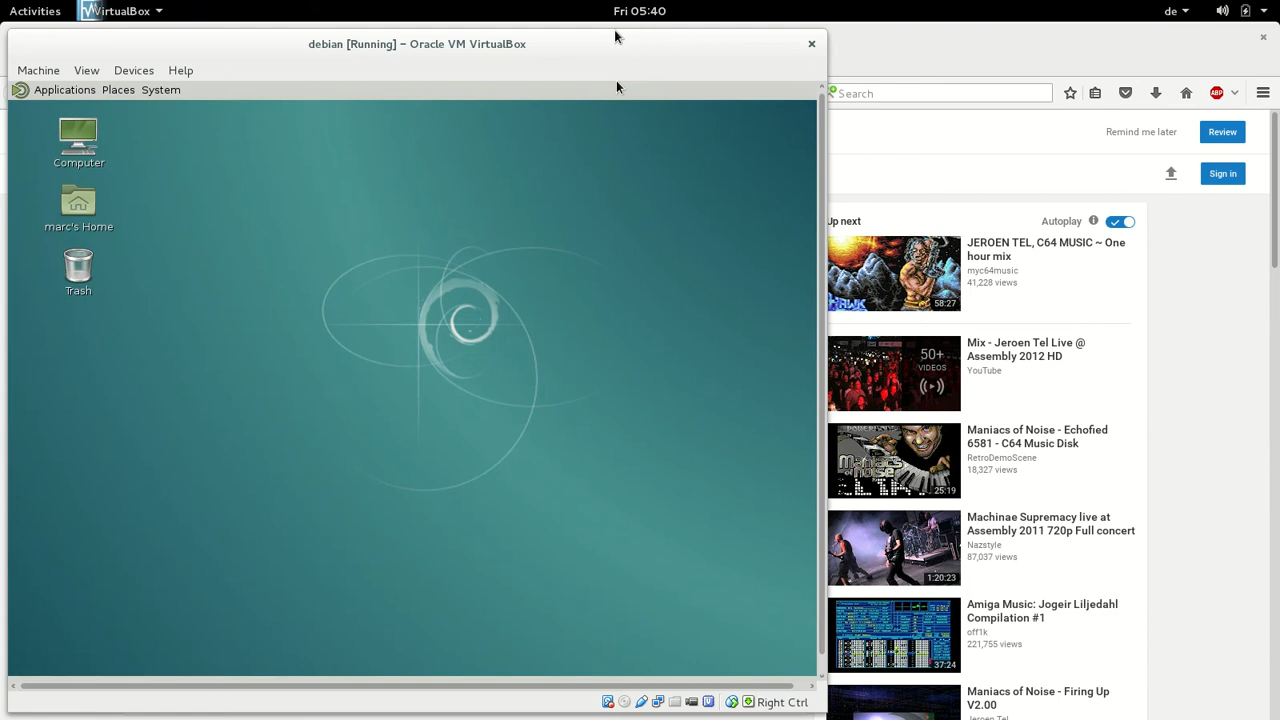 Activities
VirtualBox
Fri 05:40
de
debian [Running] – Oracle VM VirtualBox
Machine
View
Devices
Help
Applications
Places
System
Computer
marc's Home
Trash
Right Ctrl
Search
ABP
Remind me later
Review
Sign in
Up next
Autoplay
JEROEN TEL, C64 MUSIC ~ One
hour mix
myc64music
41,228 views
58:27
50+
VIDEOS
Mix - Jeroen Tel Live @
Assembly 2012 HD
YouTube
Maniacs of Noise - Echofied
6581 - C64 Music Disk
RetroDemoScene
18,327 views
25:19
Machinae Supremacy live at
Assembly 2011 720p Full concert
Nazstyle
87,037 views
1:20:23
Amiga Music: Jogeir Liljedahl
Compilation #1
off1k
221,755 views
37:24
Maniacs of Noise - Firing Up
V2.00
Jeroen Tel